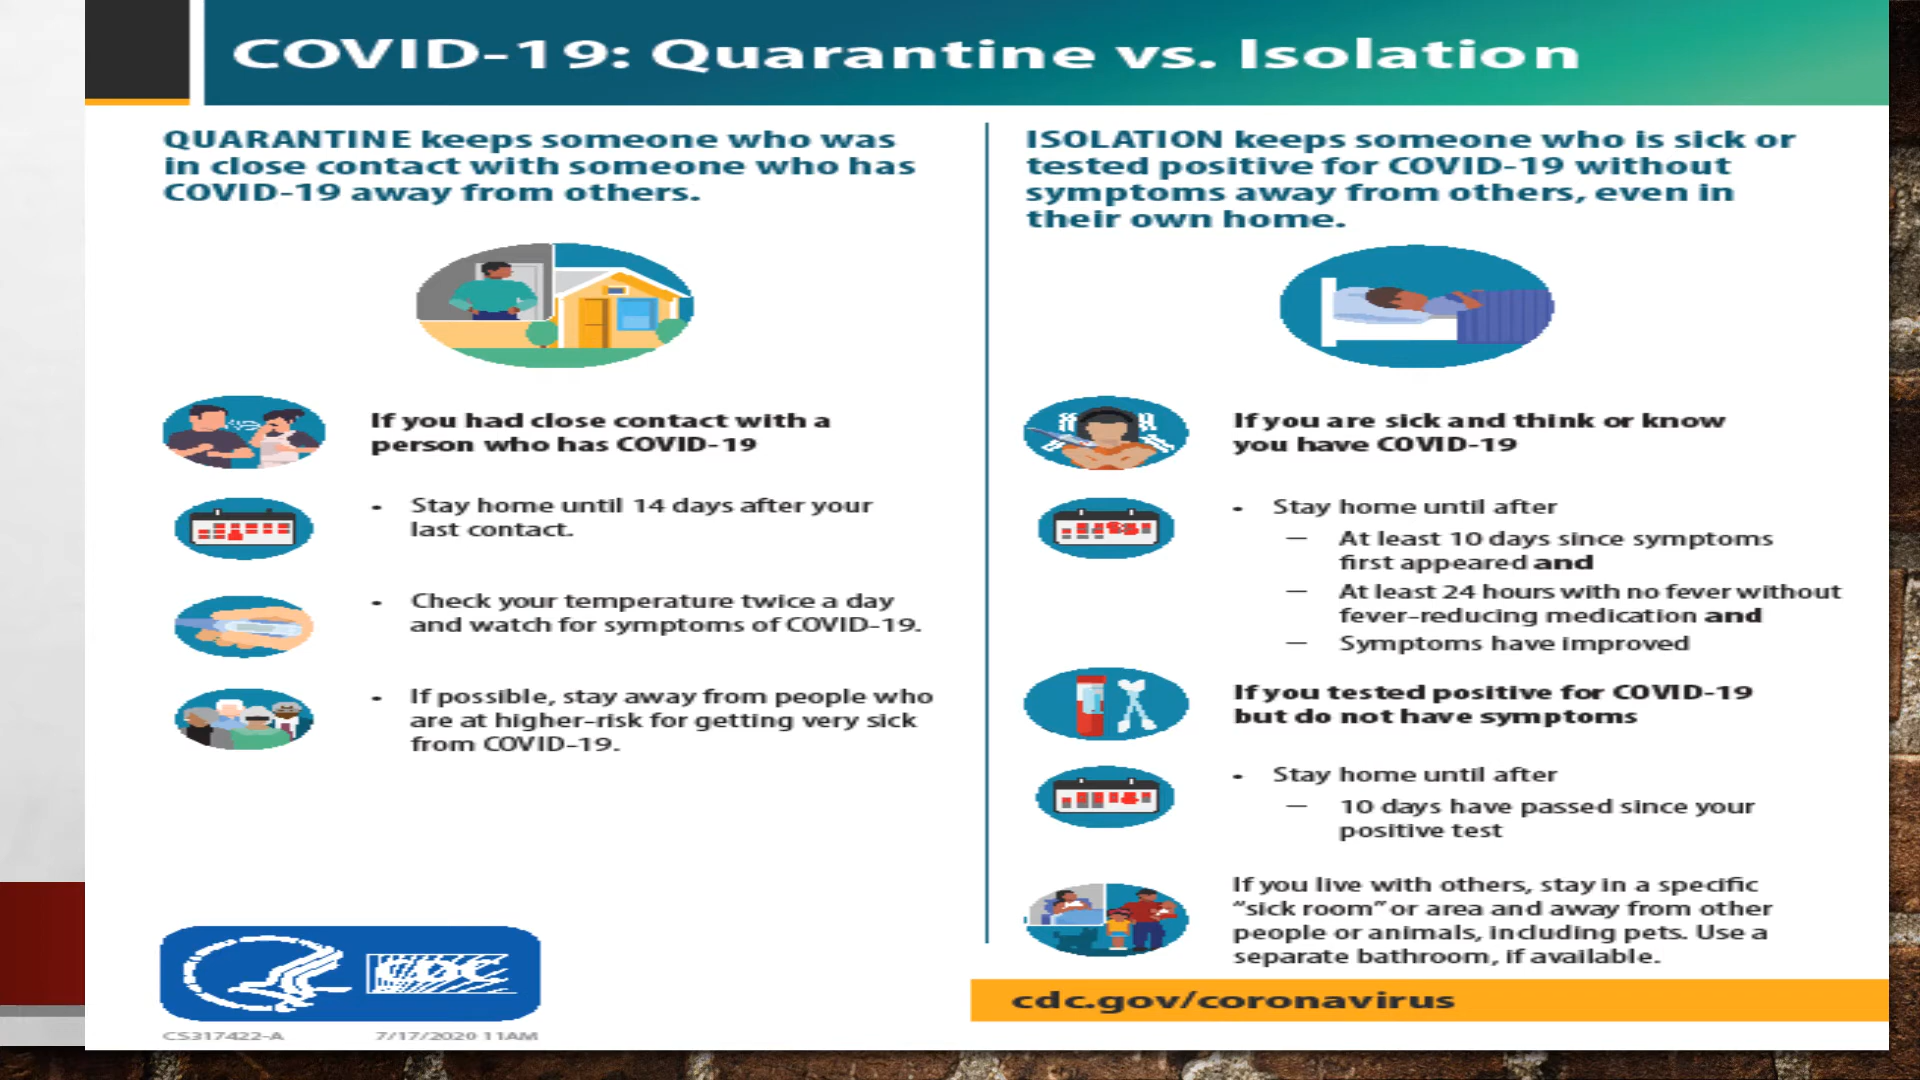 COVID-19: Quarantine vs. Isolation
QUARANTINE keeps someone who was
in close contact with someone who has
COVID-19 away from others.
If you had close contact with a
person who has COVID-19
• Stay home until 14 days after your
last contact.
• Check your temperature twice a day
and watch for symptoms of COVID-19.
• If possible, stay away from people who
are at higher-risk for getting very sick
from COVID-19.
ISOLATION keeps someone who is sick or
tested positive for COVID-19 without
symptoms away from others, even in
their own home.
If you are sick and think or know
you have COVID-19
• Stay home until after
— At least 10 days since symptoms
first appeared and
— At least 24 hours with no fever without
fever-reducing medication and
— Symptoms have improved
If you tested positive for COVID-19
but do not have symptoms
• Stay home until after
— 10 days have passed since your
positive test
If you live with others, stay in a specific
“sick room” or area and away from other
people or animals, including pets. Use a
separate bathroom, if available.
CDC
CS317422-A 7/17/2020 11AM
cdc.gov/coronavirus